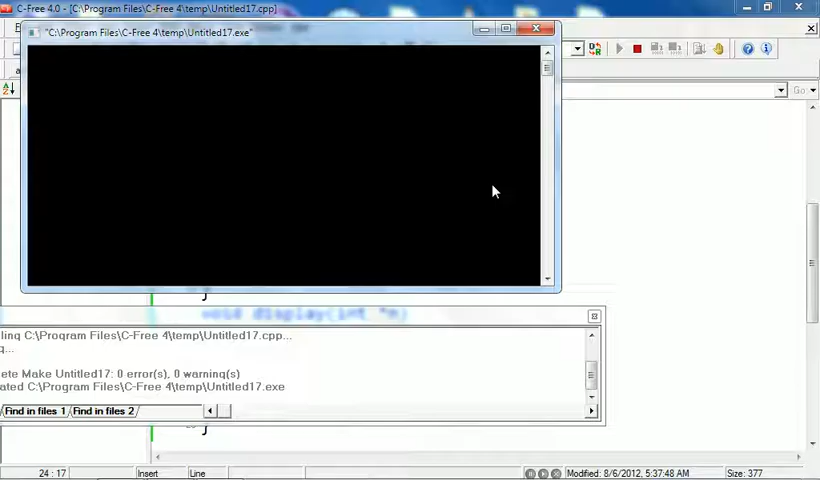 C-Free 4.0 - [C:\Program Files\C-Free 4\temp\Untitled17.cpp]
"C:\Program Files\C-Free 4\temp\Untitled17.exe"
Go
}
void display(int *n)
ling C:\Program Files\C-Free 4\temp\Untitled17.cpp...
g...
ete Make Untitled17: 0 error(s), 0 warning(s)
ated C:\Program Files\C-Free 4\temp\Untitled17.exe
Find in files 1 Find in files 2
}
24 : 17 Insert Line Modified: 8/6/2012, 5:37:48 AM Size: 377